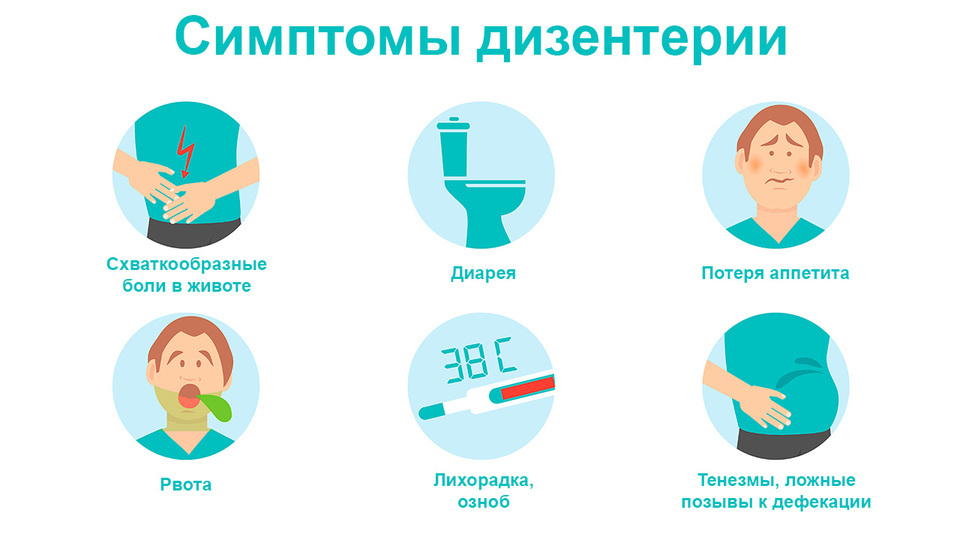 Симптомы дизентерии
Схваткообразные
боли в животе
Диарея
Потеря аппетита
38 C
Рвота
Лихорадка,
озноб
Тенезмы, ложные
позывы к дефекации